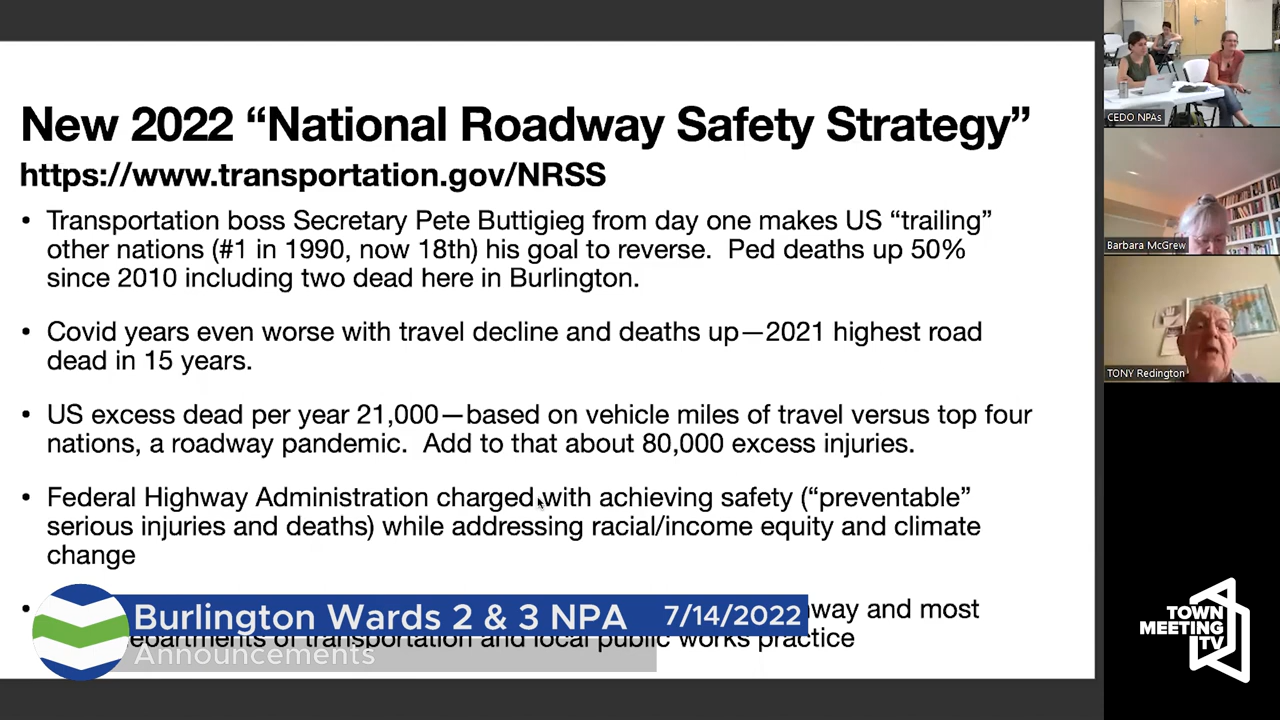 New 2022 “National Roadway Safety Strategy”
https://www.transportation.gov/NRSS
• Transportation boss Secretary Pete Buttigieg from day one makes US “trailing”
other nations (#1 in 1990, now 18th) his goal to reverse.  Ped deaths up 50%
since 2010 including two dead here in Burlington.
• Covid years even worse with travel decline and deaths up—2021 highest road
dead in 15 years.
• US excess dead per year 21,000—based on vehicle miles of travel versus top four
nations, a roadway pandemic.  Add to that about 80,000 excess injuries.
• Federal Highway Administration charged with achieving safety (“preventable”
serious injuries and deaths) while addressing racial/income equity and climate
change
• and most
of transportation and local public works practice
Burlington Wards 2 & 3 NPA 7/14/2022
Announcements
CEDO NPAs
Barbara McGrew
TONY Redington
TOWN
MEETING
TV